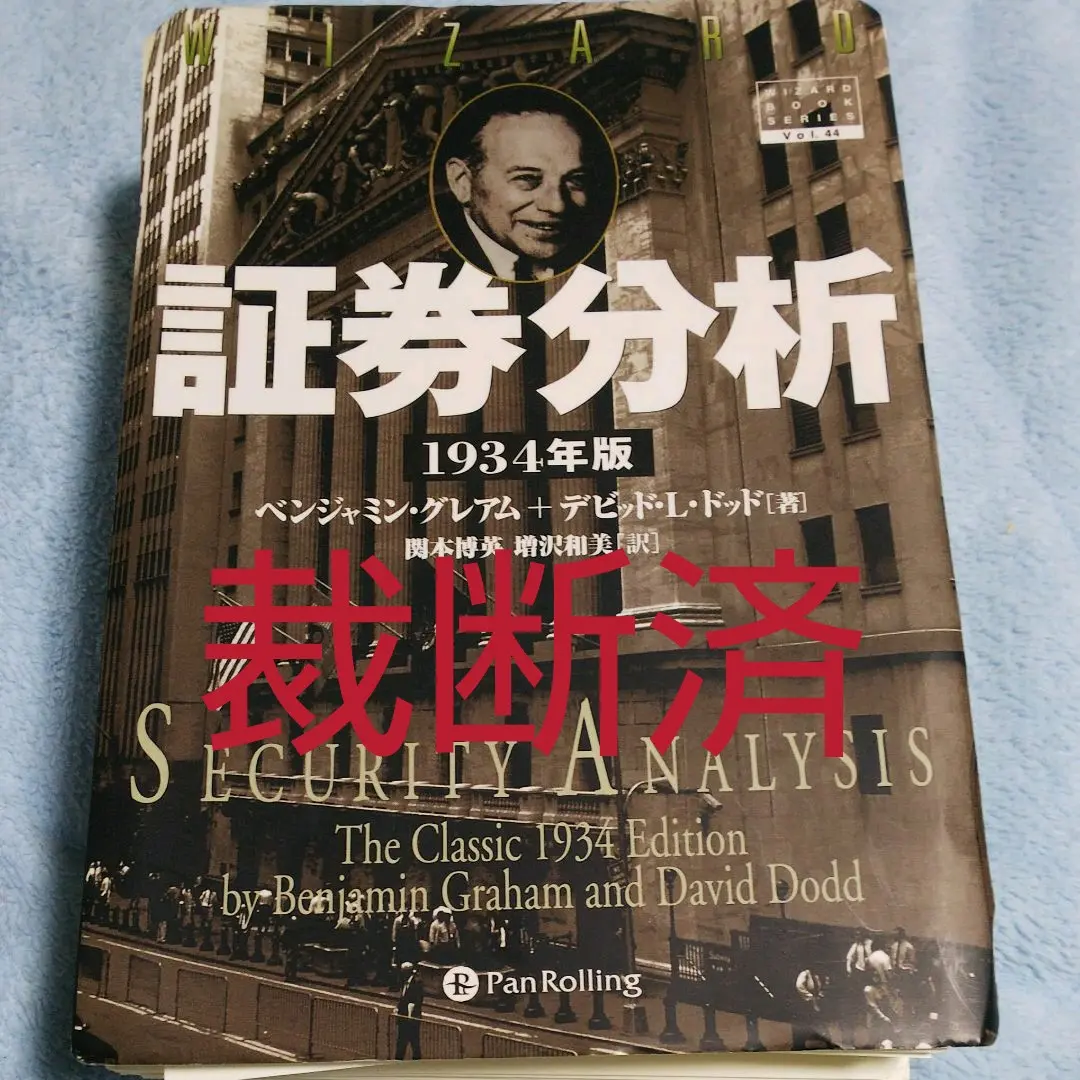 WIZARD
WIZARD
BOOK
SERIES
Vol. 44
証券分析
1934年版
ベンジャミン・グレアム+デビッド・L・ドッド[著]
関本博英 増沢和美[訳]
裁断済
SECURITY ANALYSIS
The Classic 1934 Edition
by Benjamin Graham and David Dodd
PanRolling